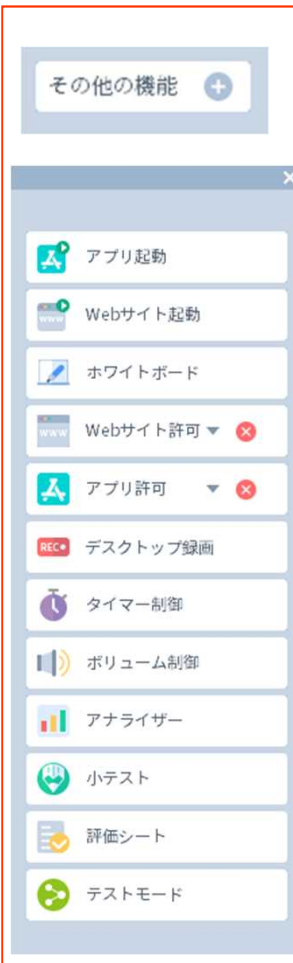 その他の機能
アプリ起動
www
Webサイト起動
ホワイトボード
www
Webサイト許可
アプリ許可
REC
デスクトップ録画
タイマー制御
ボリューム制御
アナライザー
小テスト
評価シート
テストモード